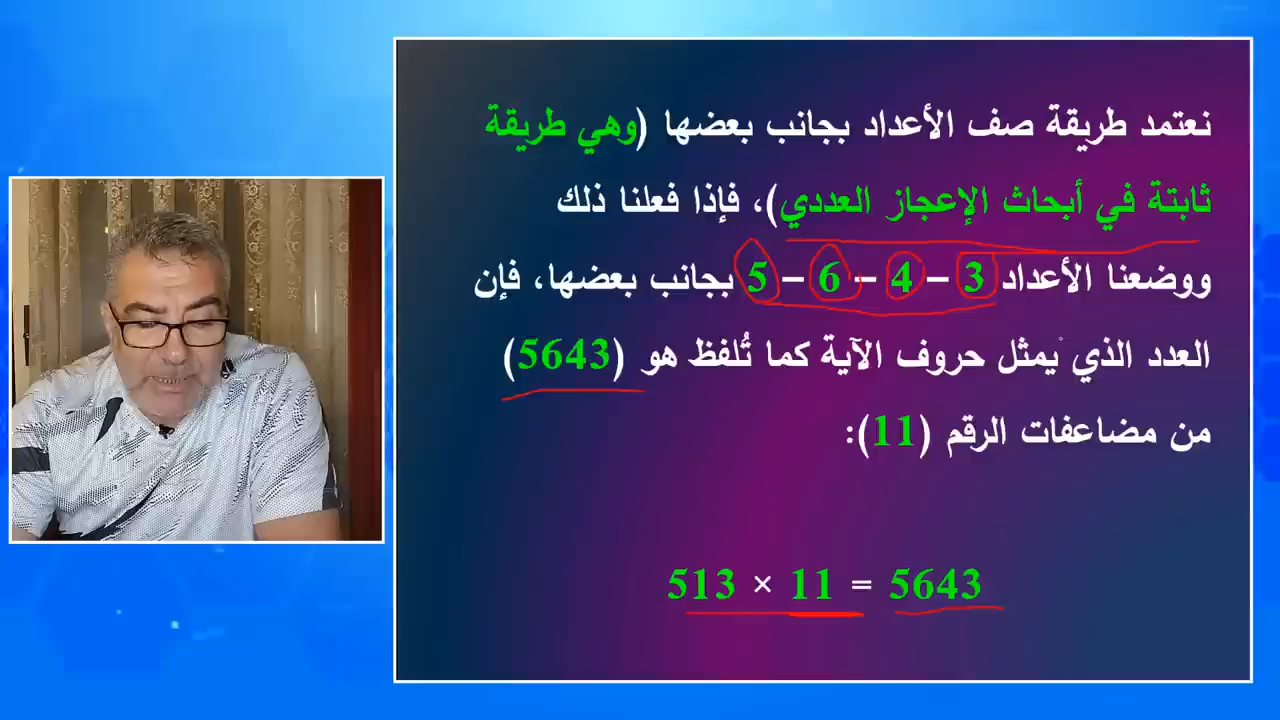 نعتمد طريقة صف الأعداد بجانب بعضها (وهي طريقة
ثابتة في أبحاث الإعجاز العددي)، فإذا فعلنا ذلك
ووضعنا الأعداد 3 – 4 – 6 – 5 بجانب بعضها، فإن
العدد الذي يمثل حروف الآية كما تُلفظ هو (5643)
من مضاعفات الرقم (11):
513 × 11 = 5643